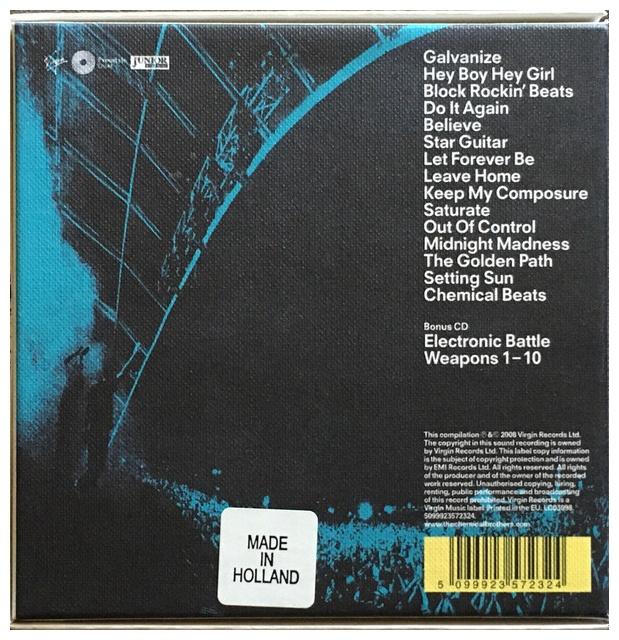 Virgin
Freestyle
Dust
JUNIOR
Galvanize
Hey Boy Hey Girl
Block Rockin' Beats
Do It Again
Believe
Star Guitar
Let Forever Be
Leave Home
Keep My Composure
Saturate
Out Of Control
Midnight Madness
The Golden Path
Setting Sun
Chemical Beats
Bonus CD
Electronic Battle
Weapons 1–10
This compilation ℗ & © 2008 Virgin Records Ltd.
The copyright in this sound recording is owned
by Virgin Records Ltd. This label copy information
is the subject of copyright protection and is owned
by EMI Records Ltd. All rights reserved. All rights
of the producer and of the owner of the recorded
work reserved. Unauthorised copying, hiring,
renting, public performance and broadcasting
of this record prohibited. Virgin Records is a
Virgin Music label. Printed in the EU. LC03098
5099923572324.
www.thechemicalbrothers.com
MADE
IN
HOLLAND
5 099923 572324